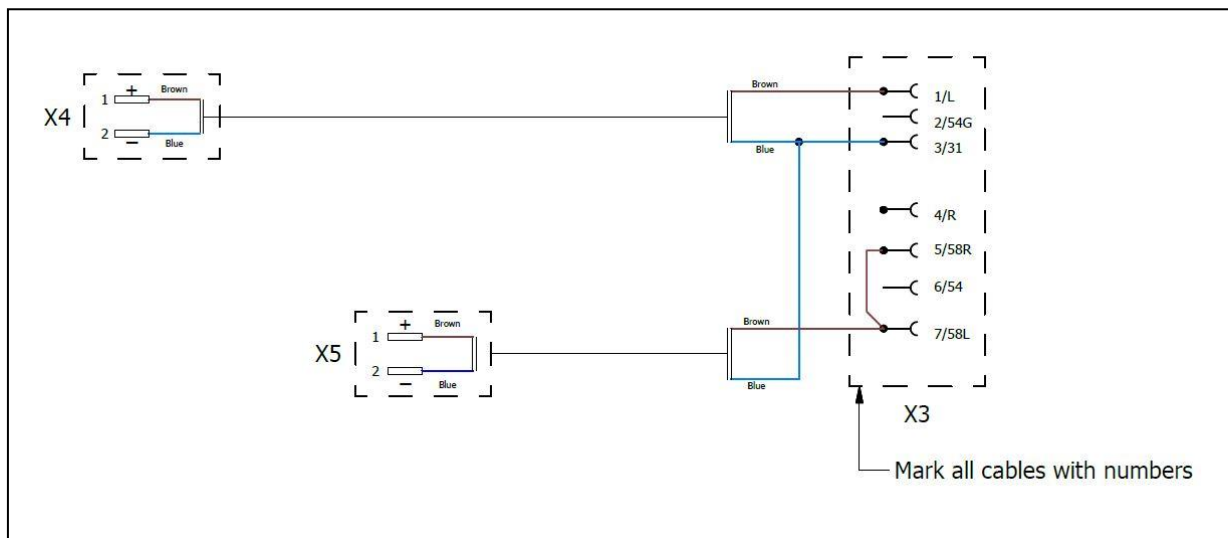 X4
1
+
Brown
2
−
Blue
Brown
Blue
1/L
2/54G
3/31
4/R
5/58R
6/54
7/58L
X5
1
+
Brown
2
−
Blue
Brown
Blue
X3
Mark all cables with numbers